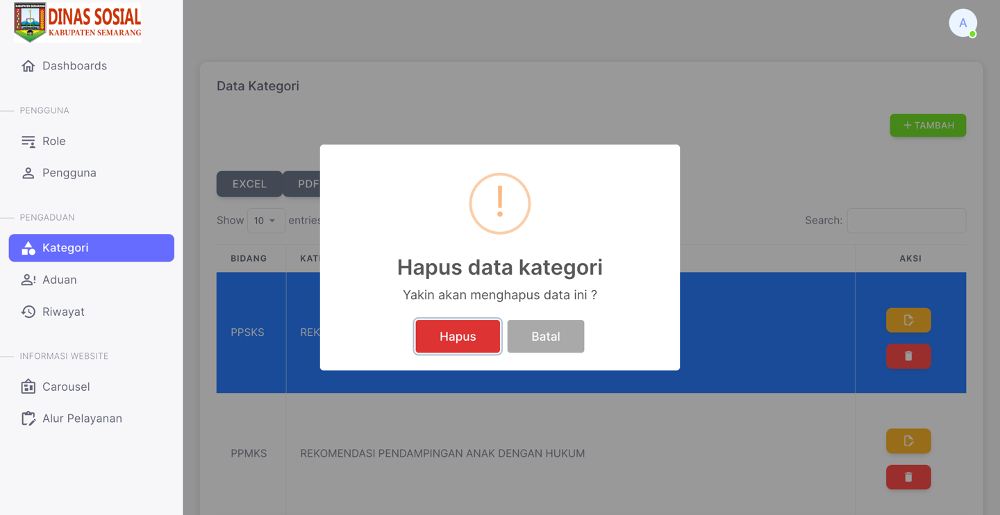 KABUPATEN SEMARANG
DINAS SOSIAL
KABUPATEN SEMARANG
A
Dashboards
PENGGUNA
Role
Pengguna
PENGADUAN
Kategori
Aduan
Riwayat
INFORMASI WEBSITE
Carousel
Alur Pelayanan
Data Kategori
+ TAMBAH
EXCEL PDF
Show 10 entries
Search:
BIDANG AKSI
PPSKS
PPMKS REKOMENDASI PENDAMPINGAN ANAK DENGAN HUKUM
!
Hapus data kategori
Yakin akan menghapus data ini ?
Hapus Batal